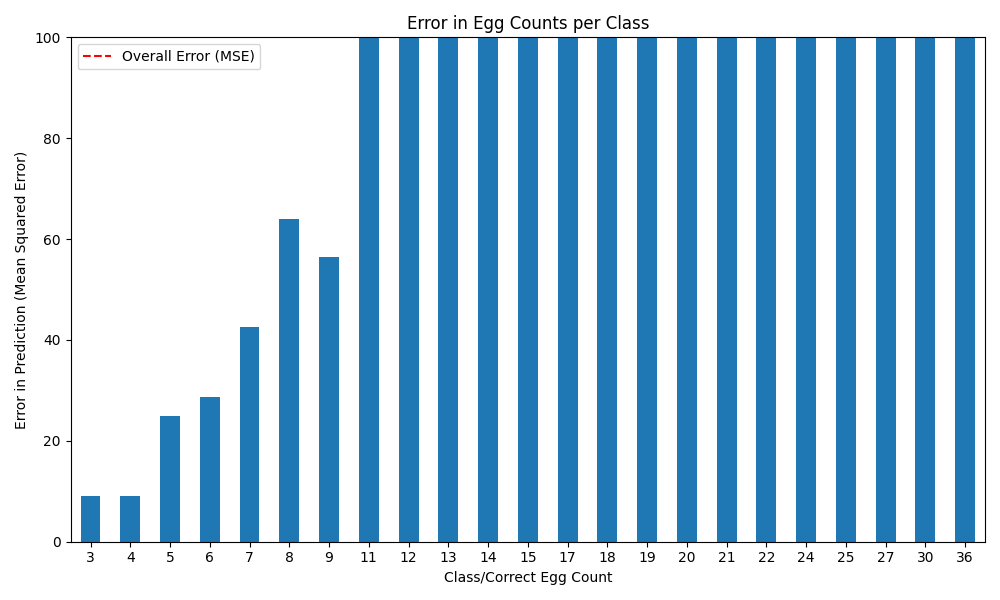 Error in Egg Counts per Class
Overall Error (MSE)
Error in Prediction (Mean Squared Error)
100
80
60
40
20
0
3 4 5 6 7 8 9 11 12 13 14 15 17 18 19 20 21 22 24 25 27 30 36
Class/Correct Egg Count